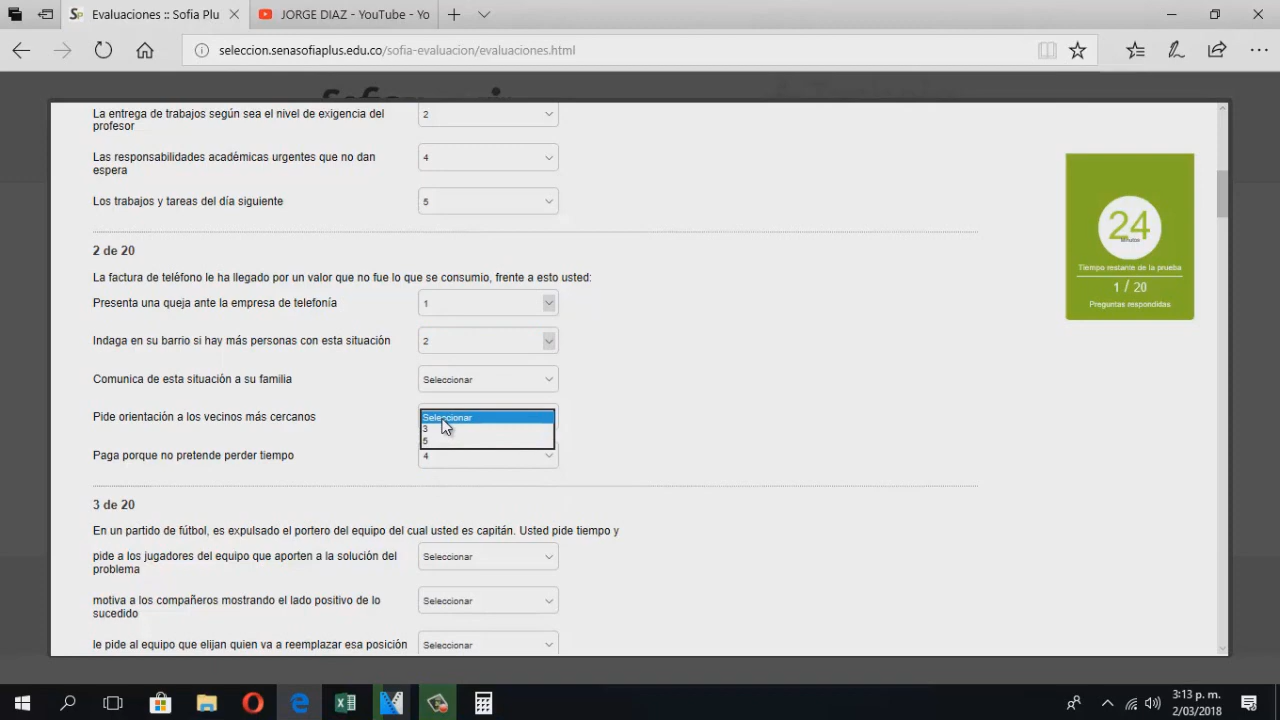 Evaluaciones :: Sofia Plu
JORGE DIAZ - YouTube - Yo
seleccion.senasofiaplus.edu.co/sofia-evaluacion/evaluaciones.html
La entrega de trabajos según sea el nivel de exigencia del
profesor
2
Las responsabilidades académicas urgentes que no dan
espera
4
Los trabajos y tareas del día siguiente
5
2 de 20
La factura de teléfono le ha llegado por un valor que no fue lo que se consumio, frente a esto usted:
Presenta una queja ante la empresa de telefonía
1
Indaga en su barrio si hay más personas con esta situación
2
Comunica de esta situación a su familia
Seleccionar
Pide orientación a los vecinos más cercanos
Seleccionar
3
5
Paga porque no pretende perder tiempo
4
3 de 20
En un partido de fútbol, es expulsado el portero del equipo del cual usted es capitán. Usted pide tiempo y
pide a los jugadores del equipo que aporten a la solución del
problema
Seleccionar
motiva a los compañeros mostrando el lado positivo de lo
sucedido
Seleccionar
le pide al equipo que elijan quien va a reemplazar esa posición
Seleccionar
24
Minutos
Tiempo restante de la prueba
1 / 20
Preguntas respondidas
3:13 p. m.
2/03/2018